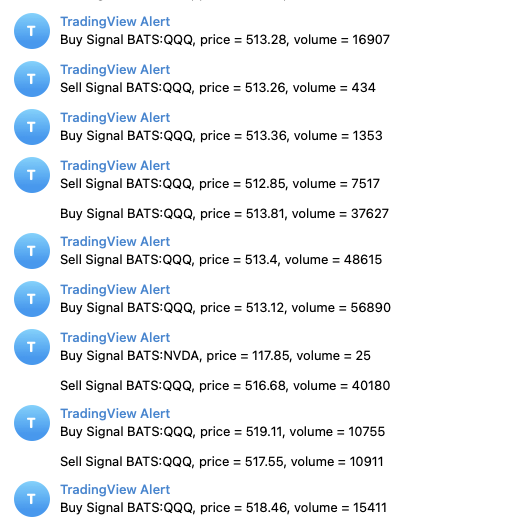 T
TradingView Alert
Buy Signal BATS:QQQ, price = 513.28, volume = 16907
T
TradingView Alert
Sell Signal BATS:QQQ, price = 513.26, volume = 434
T
TradingView Alert
Buy Signal BATS:QQQ, price = 513.36, volume = 1353
T
TradingView Alert
Sell Signal BATS:QQQ, price = 512.85, volume = 7517
Buy Signal BATS:QQQ, price = 513.81, volume = 37627
T
TradingView Alert
Sell Signal BATS:QQQ, price = 513.4, volume = 48615
T
TradingView Alert
Buy Signal BATS:QQQ, price = 513.12, volume = 56890
T
TradingView Alert
Buy Signal BATS:NVDA, price = 117.85, volume = 25
Sell Signal BATS:QQQ, price = 516.68, volume = 40180
T
TradingView Alert
Buy Signal BATS:QQQ, price = 519.11, volume = 10755
Sell Signal BATS:QQQ, price = 517.55, volume = 10911
T
TradingView Alert
Buy Signal BATS:QQQ, price = 518.46, volume = 15411